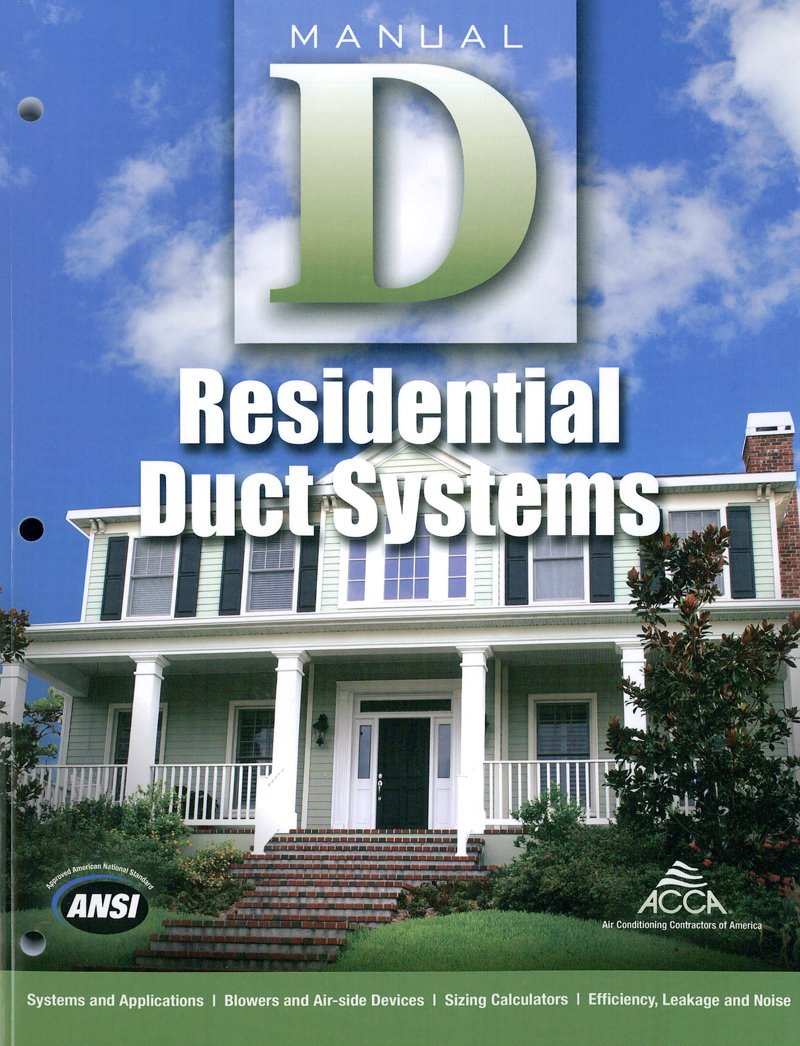 MANUAL
D
Residential
Duct Systems
Approved American National Standard
ANSI
ACCA®
Air Conditioning Contractors of America
Systems and Applications | Blowers and Air-side Devices | Sizing Calculators | Efficiency, Leakage and Noise